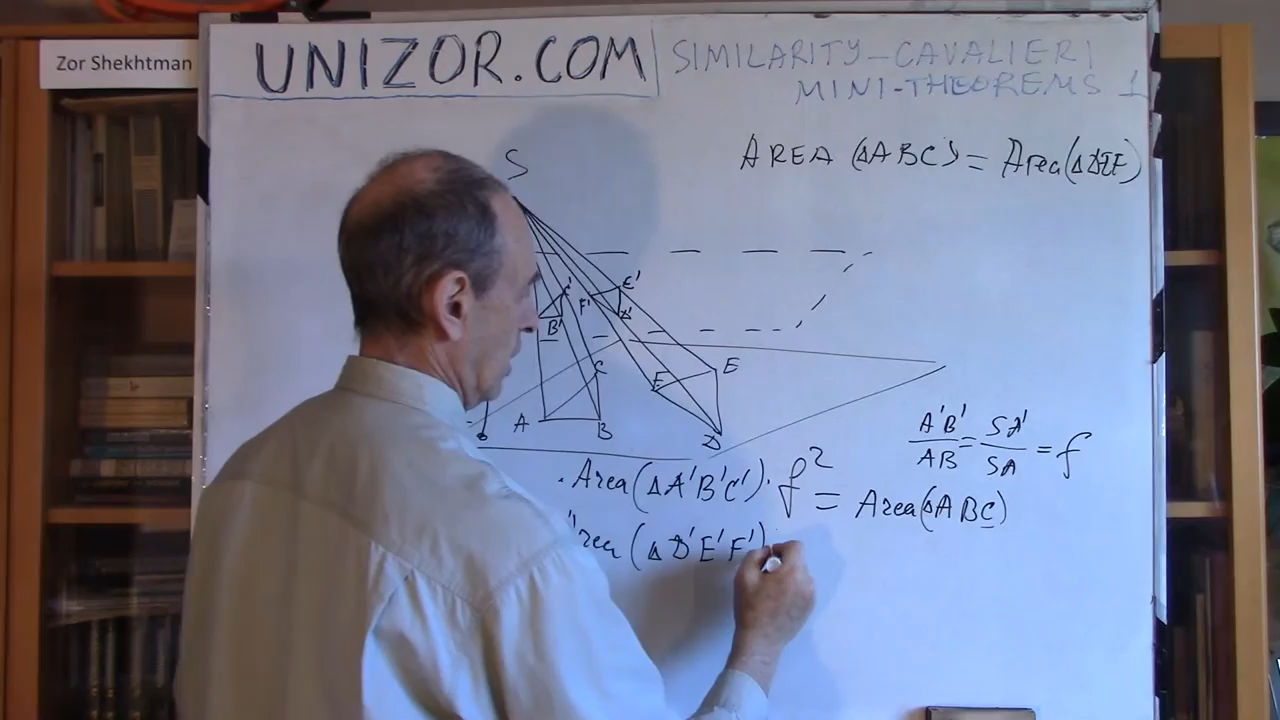 Zor Shekhtman
UNIZOR.COM
SIMILARITY-CAVALIERI
MINI-THEOREMS 1
AREA (ΔABC) = Area(ΔDEF)
S
E'
C'
F'
D'
B'
C
E
E
A
B
D
A'B'/AB = SA'/SA = f
Area(ΔA'B'C')·f² = Area(ΔABC)
Area(ΔD'E'F')